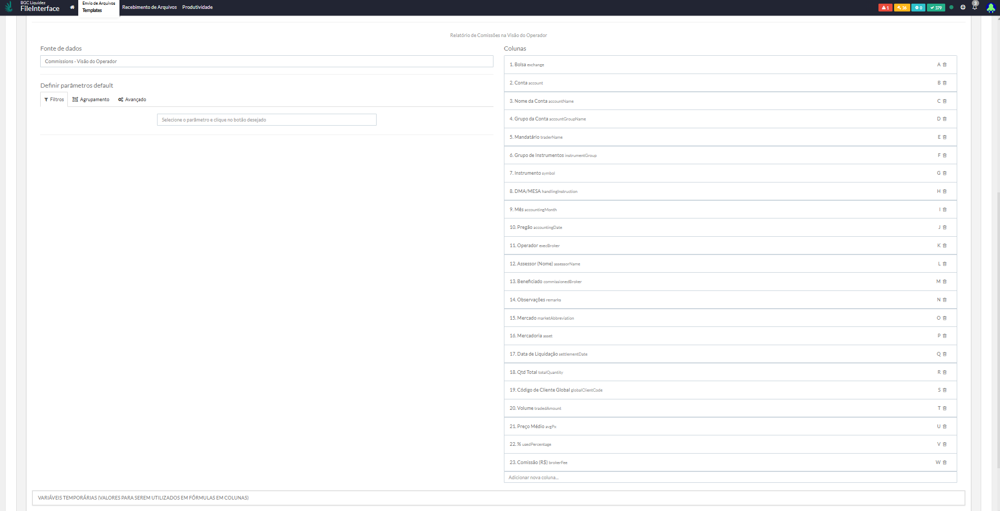 BGC Liquidez
FileInterface
Envio de Arquivos
Templates
Recebimento de Arquivos
Produtividade
1
36
0
379
3
Relatório de Comissões na Visão do Operador
Fonte de dados
Commissions - Visão do Operador
Definir parâmetros default
Filtros
Agrupamento
Avançado
Selecione o parâmetro e clique no botão desejado
Colunas
1. Bolsa exchange A
2. Conta account B
3. Nome da Conta accountName C
4. Grupo da Conta accountGroupName D
5. Mandatário traderName E
6. Grupo de Instrumentos instrumentGroup F
7. Instrumento symbol G
8. DMA/MESA handlingInstruction H
9. Mês accountingMonth I
10. Pregão accountingDate J
11. Operador execBroker K
12. Assessor (Nome) assessorName L
13. Beneficiado commissionedBroker M
14. Observações remarks N
15. Mercado marketAbbreviation O
16. Mercadoria asset P
17. Data de Liquidação settlementDate Q
18. Qtd Total totalQuantity R
19. Código de Cliente Global globalClientCode S
20. Volume tradedAmount T
21. Preço Médio avgPx U
22. % usedPercentage V
23. Comissão (R$) brokerFee W
Adicionar nova coluna...
VARIÁVEIS TEMPORÁRIAS (VALORES PARA SEREM UTILIZADOS EM FÓRMULAS EM COLUNAS)